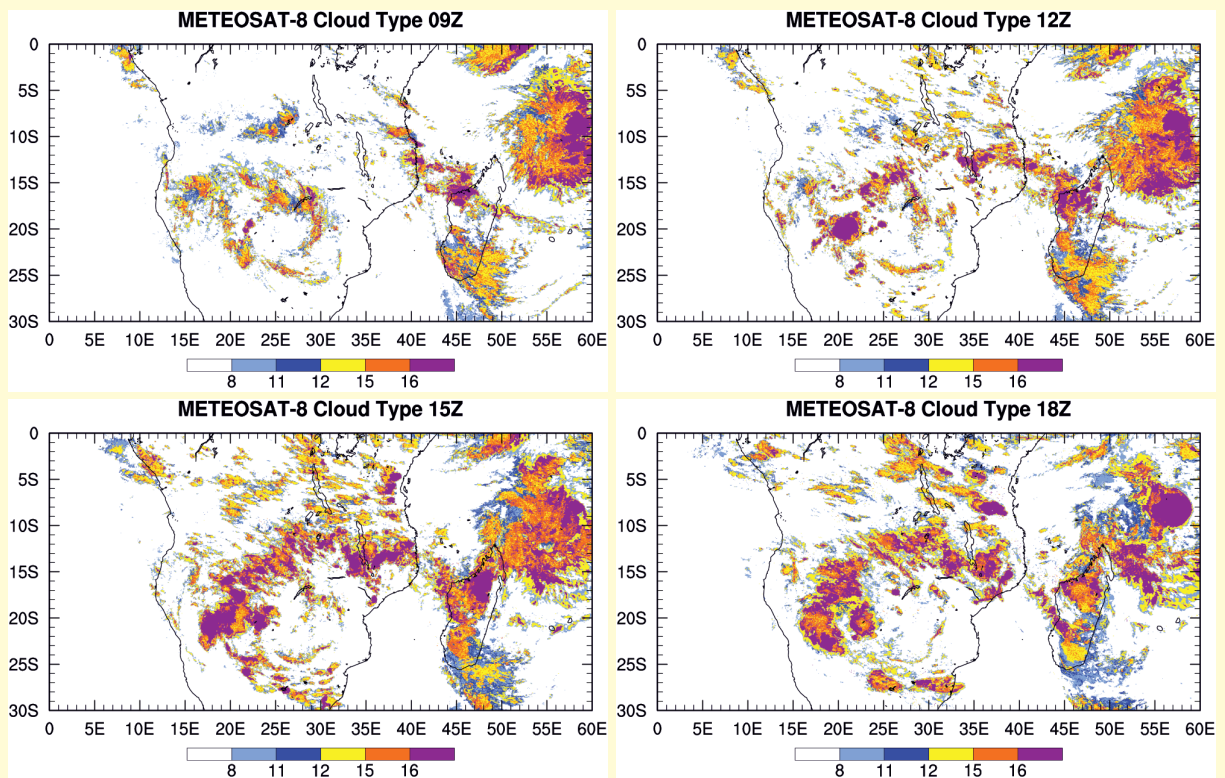 METEOSAT-8 Cloud Type 09Z
0
5S
10S
15S
20S
25S
30S
0 5E 10E 15E 20E 25E 30E 35E 40E 45E 50E 55E 60E
8 11 12 15 16
METEOSAT-8 Cloud Type 12Z
0
5S
10S
15S
20S
25S
30S
0 5E 10E 15E 20E 25E 30E 35E 40E 45E 50E 55E 60E
8 11 12 15 16
METEOSAT-8 Cloud Type 15Z
0
5S
10S
15S
20S
25S
30S
0 5E 10E 15E 20E 25E 30E 35E 40E 45E 50E 55E 60E
8 11 12 15 16
METEOSAT-8 Cloud Type 18Z
0
5S
10S
15S
20S
25S
30S
0 5E 10E 15E 20E 25E 30E 35E 40E 45E 50E 55E 60E
8 11 12 15 16